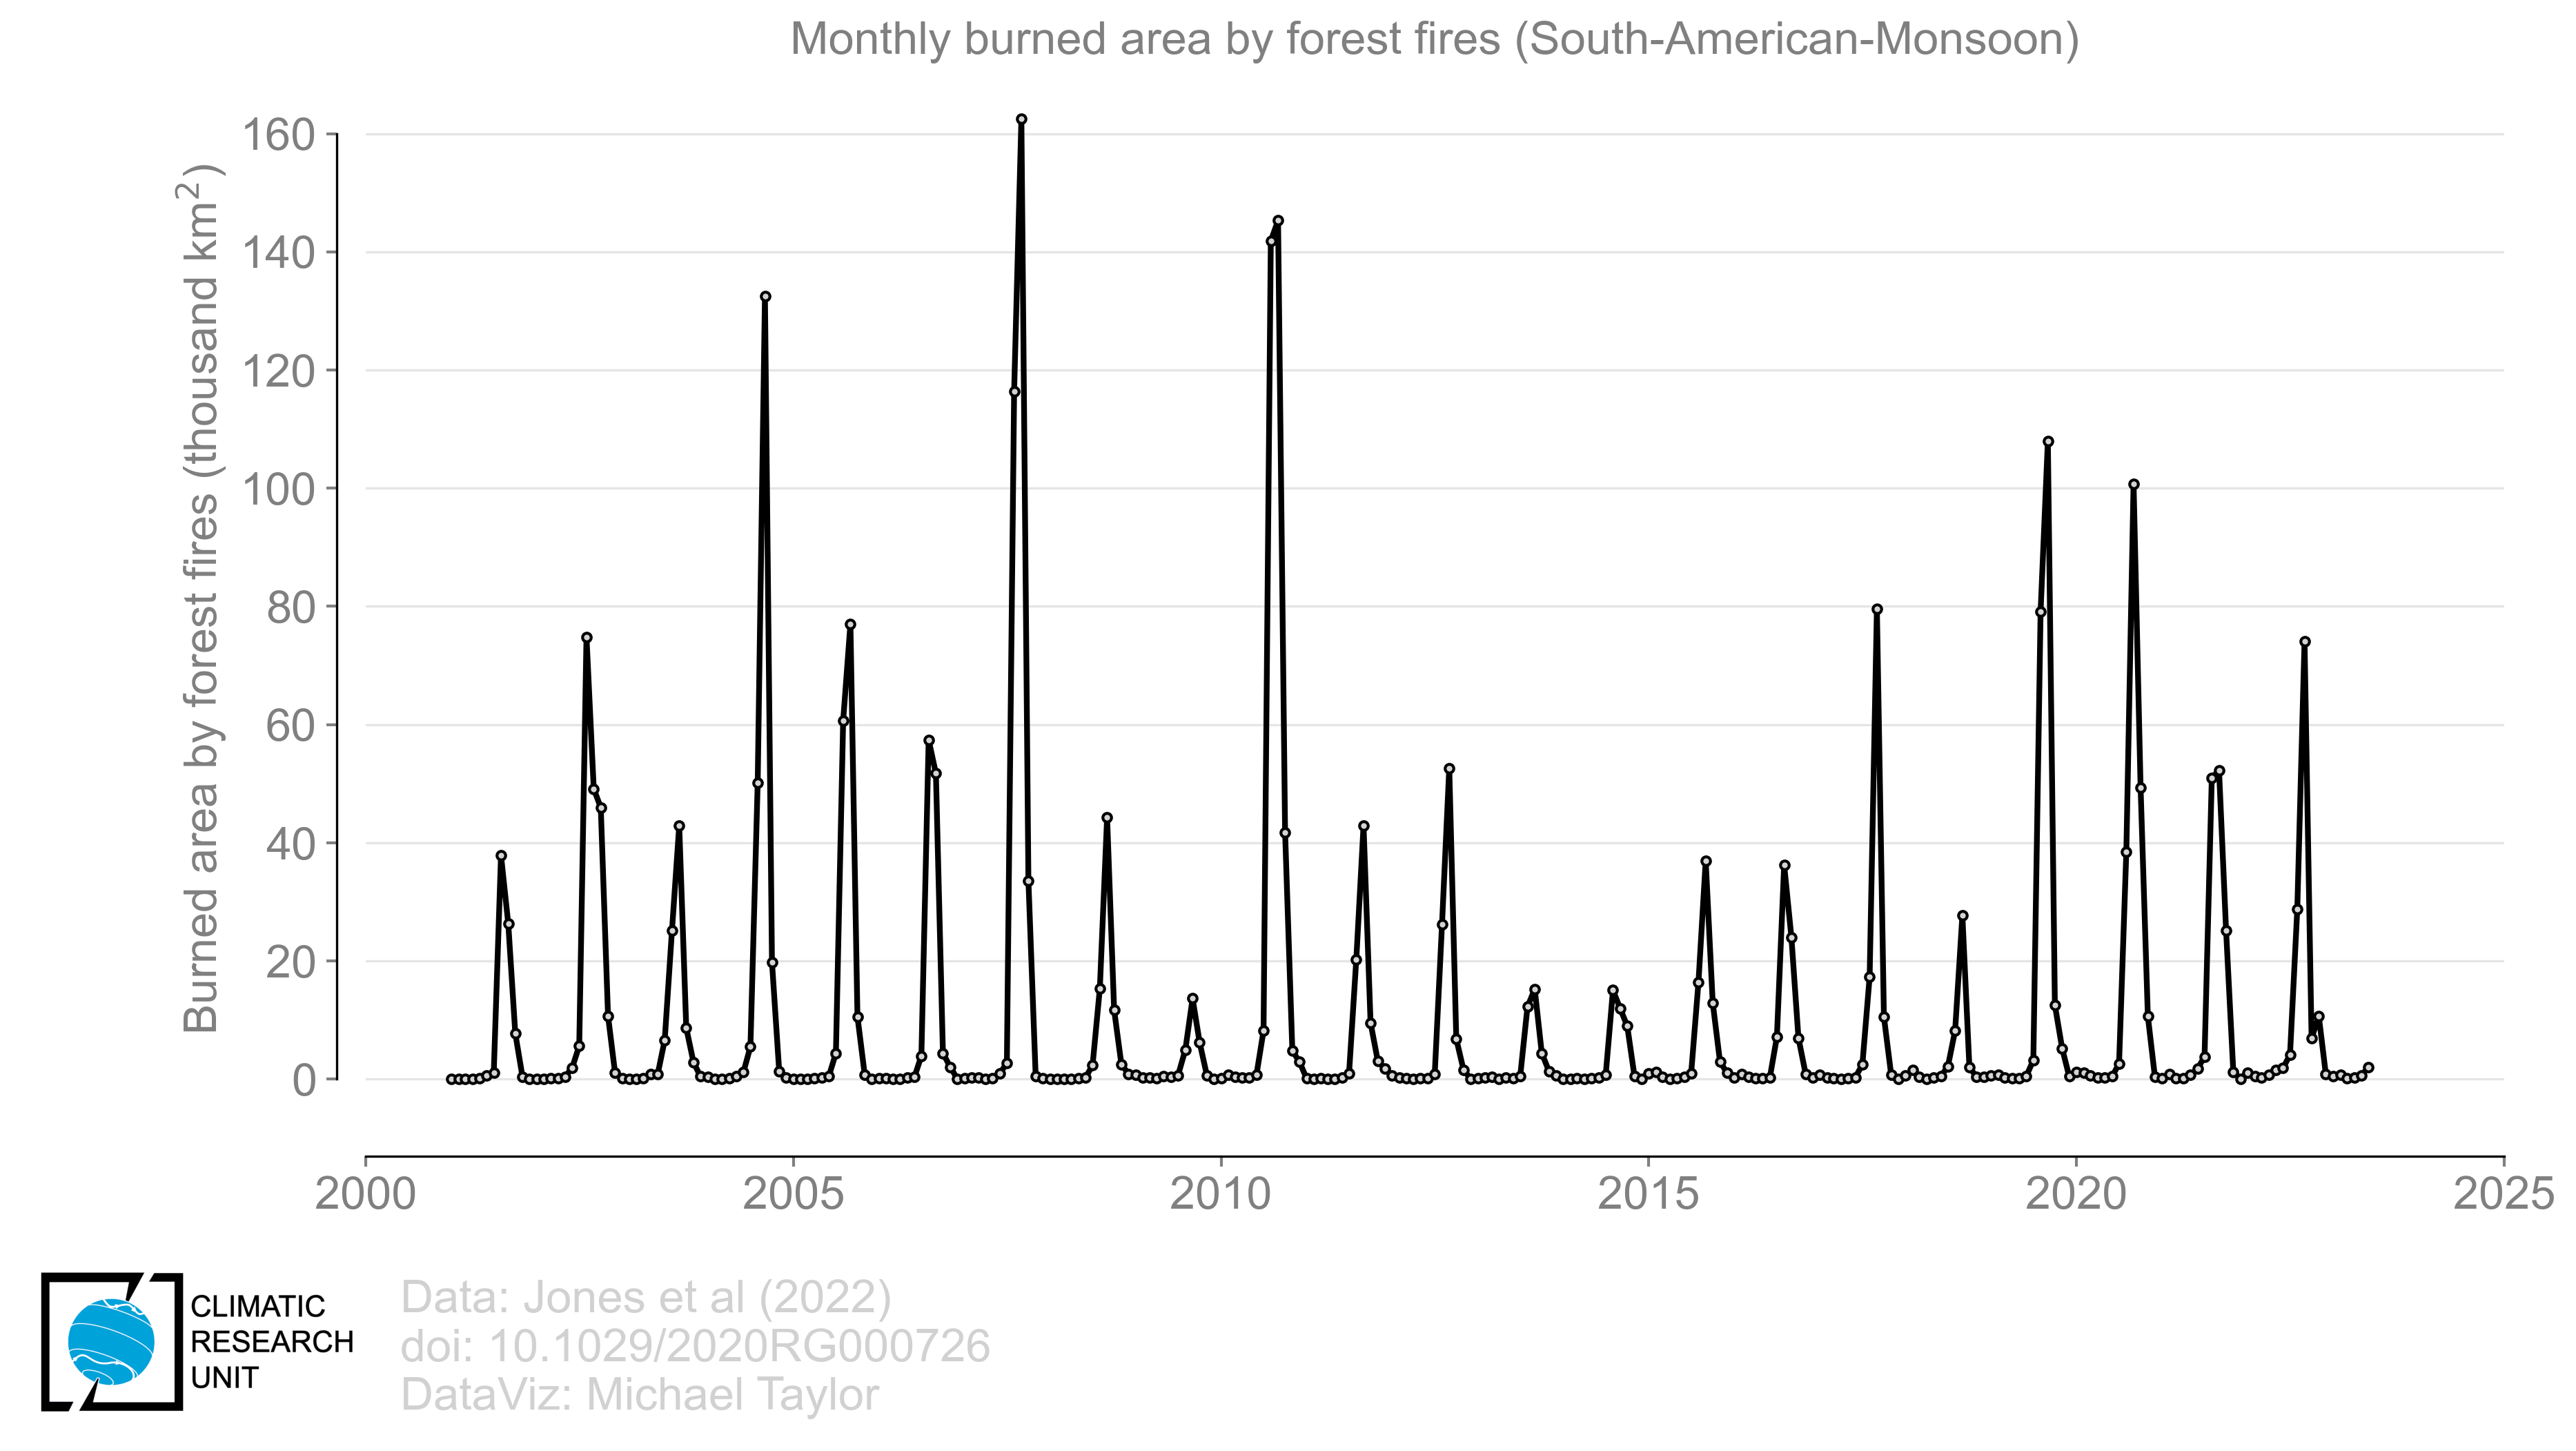 Monthly burned area by forest fires (South-American-Monsoon)
Burned area by forest fires (thousand km²)
160
140
120
100
80
60
40
20
0
2000 2005 2010 2015 2020 2025
CLIMATIC
RESEARCH
UNIT
Data: Jones et al (2022)
doi: 10.1029/2020RG000726
DataViz: Michael Taylor